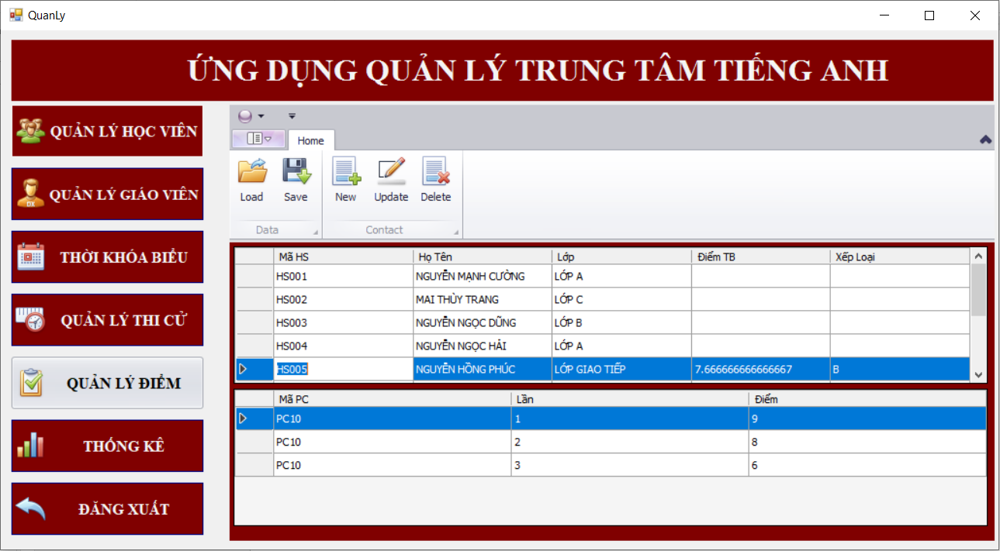 QuanLy
ỨNG DỤNG QUẢN LÝ TRUNG TÂM TIẾNG ANH
QUẢN LÝ HỌC VIÊN
QUẢN LÝ GIÁO VIÊN
THỜI KHÓA BIỂU
QUẢN LÝ THI CỬ
QUẢN LÝ ĐIỂM
THỐNG KÊ
ĐĂNG XUẤT
Home
Load Save New Update Delete
Data Contact
Mã HS Họ Tên Lớp Điểm TB Xếp Loại
HS001 NGUYỄN MẠNH CƯỜNG LỚP A
HS002 MAI THÙY TRANG LỚP C
HS003 NGUYỄN NGỌC DŨNG LỚP B
HS004 NGUYỄN NGỌC HẢI LỚP A
HS005 NGUYỄN HỒNG PHÚC LỚP GIAO TIẾP 7.666666666666667 B
Mã PC Lần Điểm
PC10 1 9
PC10 2 8
PC10 3 6